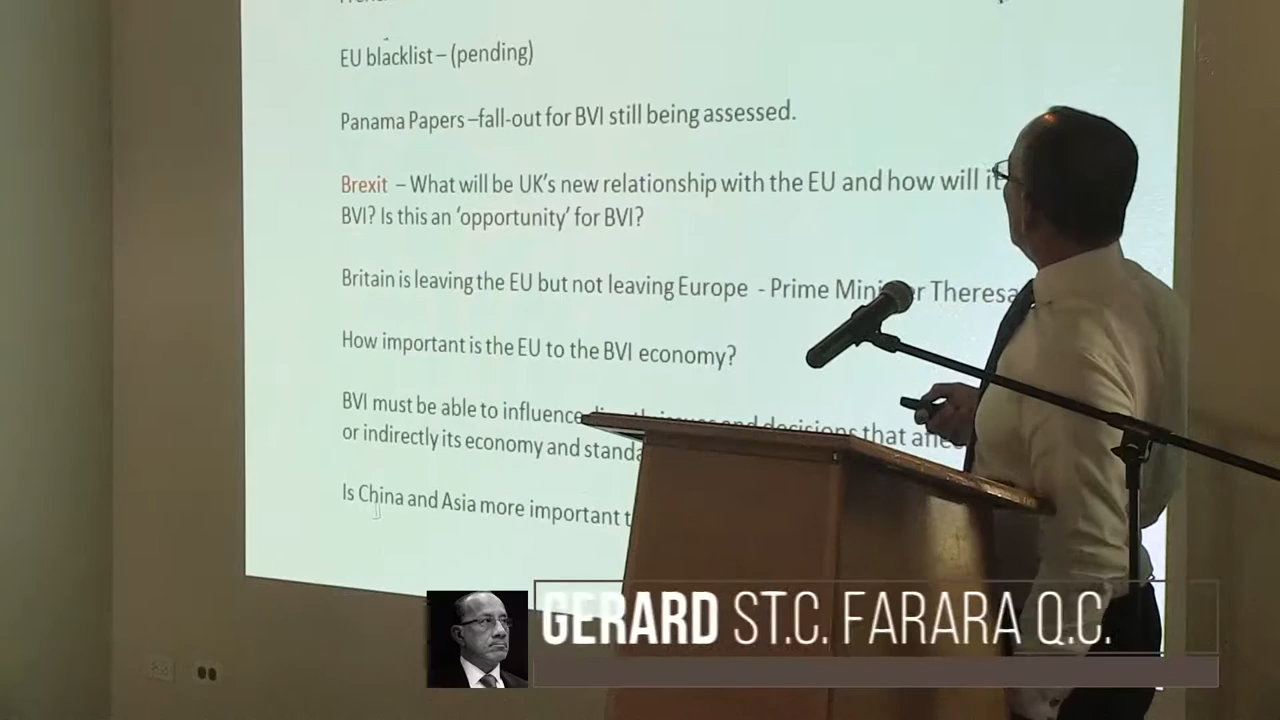 EU blacklist – (pending)
Panama Papers –fall-out for BVI still being assessed.
Brexit – What will be UK's new relationship with the EU and how will it
BVI? Is this an 'opportunity' for BVI?
Britain is leaving the EU but not leaving Europe - Prime Minister Theresa
How important is the EU to the BVI economy?
BVI must be able to influence and decisions that
or indirectly its economy and
Is China and Asia more important
GERARD ST.C. FARARA Q.C.